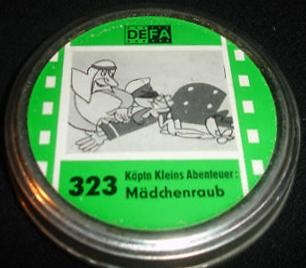 DEFA
323 Käptn Kleins Abenteuer:
Mädchenraub